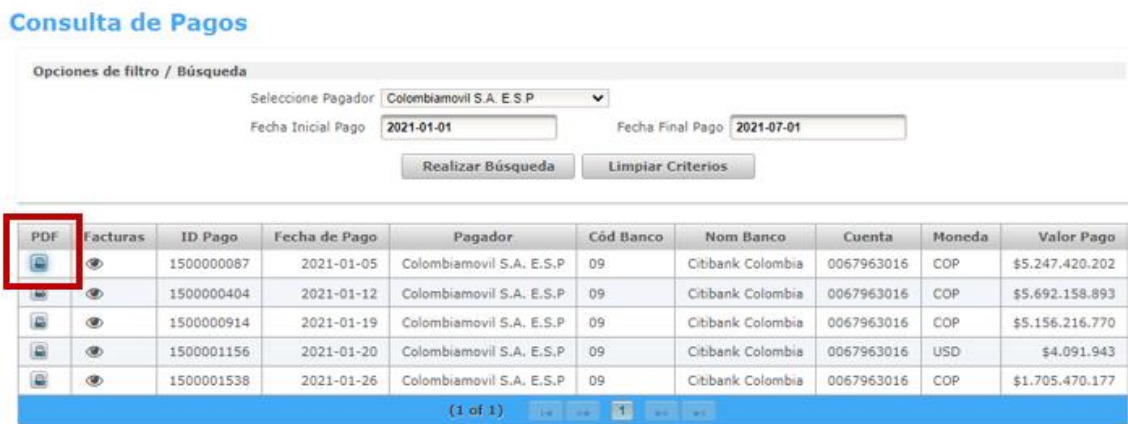 Consulta de Pagos
Opciones de filtro / Búsqueda
Seleccione Pagador Colombiamovil S.A. E.S.P
Fecha Inicial Pago 2021-01-01 Fecha Final Pago 2021-07-01
Realizar Búsqueda Limpiar Criterios
PDF Facturas ID Pago Fecha de Pago Pagador Cód Banco Nom Banco Cuenta Moneda Valor Pago
1500000087 2021-01-05 Colombiamovil S.A. E.S.P 09 Citibank Colombia 0067963016 COP $5.247.420.202
1500000404 2021-01-12 Colombiamovil S.A. E.S.P 09 Citibank Colombia 0067963016 COP $5.692.158.893
1500000914 2021-01-19 Colombiamovil S.A. E.S.P 09 Citibank Colombia 0067963016 COP $5.156.216.770
1500001156 2021-01-20 Colombiamovil S.A. E.S.P 09 Citibank Colombia 0067963016 USD $4.091.943
1500001538 2021-01-26 Colombiamovil S.A. E.S.P 09 Citibank Colombia 0067963016 COP $1.705.470.177
(1 of 1) 1